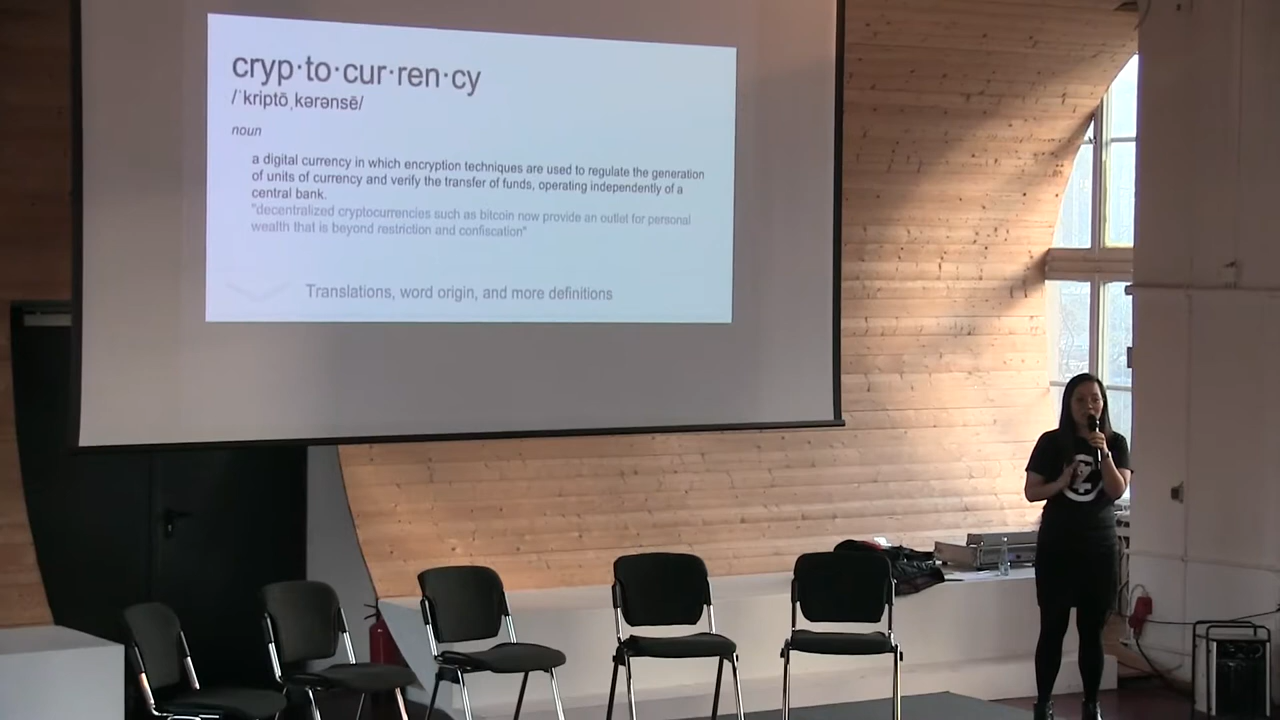 cryp·to·cur·ren·cy
/ˈkriptōˌkərənsē/
noun
a digital currency in which encryption techniques are used to regulate the generation
of units of currency and verify the transfer of funds, operating independently of a
central bank.
"decentralized cryptocurrencies such as bitcoin now provide an outlet for personal
wealth that is beyond restriction and confiscation"
Translations, word origin, and more definitions